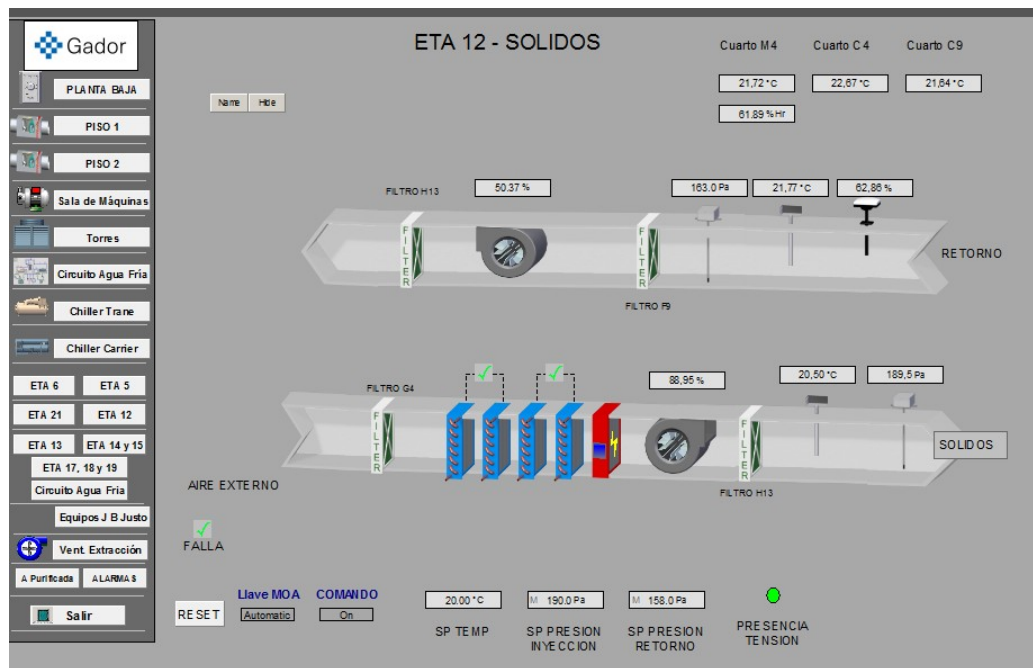 Gador
PLANTA BAJA
PISO 1
PISO 2
Sala de Máquinas
Torres
Circuito Agua Fría
Chiller Trane
Chiller Carrier
ETA 6
ETA 5
ETA 21
ETA 12
ETA 13
ETA 14 y 15
ETA 17, 18 y 19
Circuito Agua Fria
Equipos J B Justo
Vent. Extracción
A Purificada
ALARMAS
Salir
ETA 12 - SOLIDOS
Name
Hide
Cuarto M4
Cuarto C4
Cuarto C9
21,72 °C
22,67 °C
21,64 °C
61.89 %Hr
FILTRO H13
50.37 %
163.0 Pa
21,77 °C
62,86 %
FILTER
FILTER
RETORNO
FILTRO F9
FILTRO G4
88,95 %
20,50 °C
189,5 Pa
FILTER
FILTER
SOLIDOS
AIRE EXTERNO
FILTRO H13
FALLA
RESET
Llave MOA
Automatic
COMANDO
On
20.00 °C
SP TEMP
M 190.0 Pa
SP PRESION
INYECCION
M 158.0 Pa
SP PRESION
RETORNO
PRESENCIA
TENSION